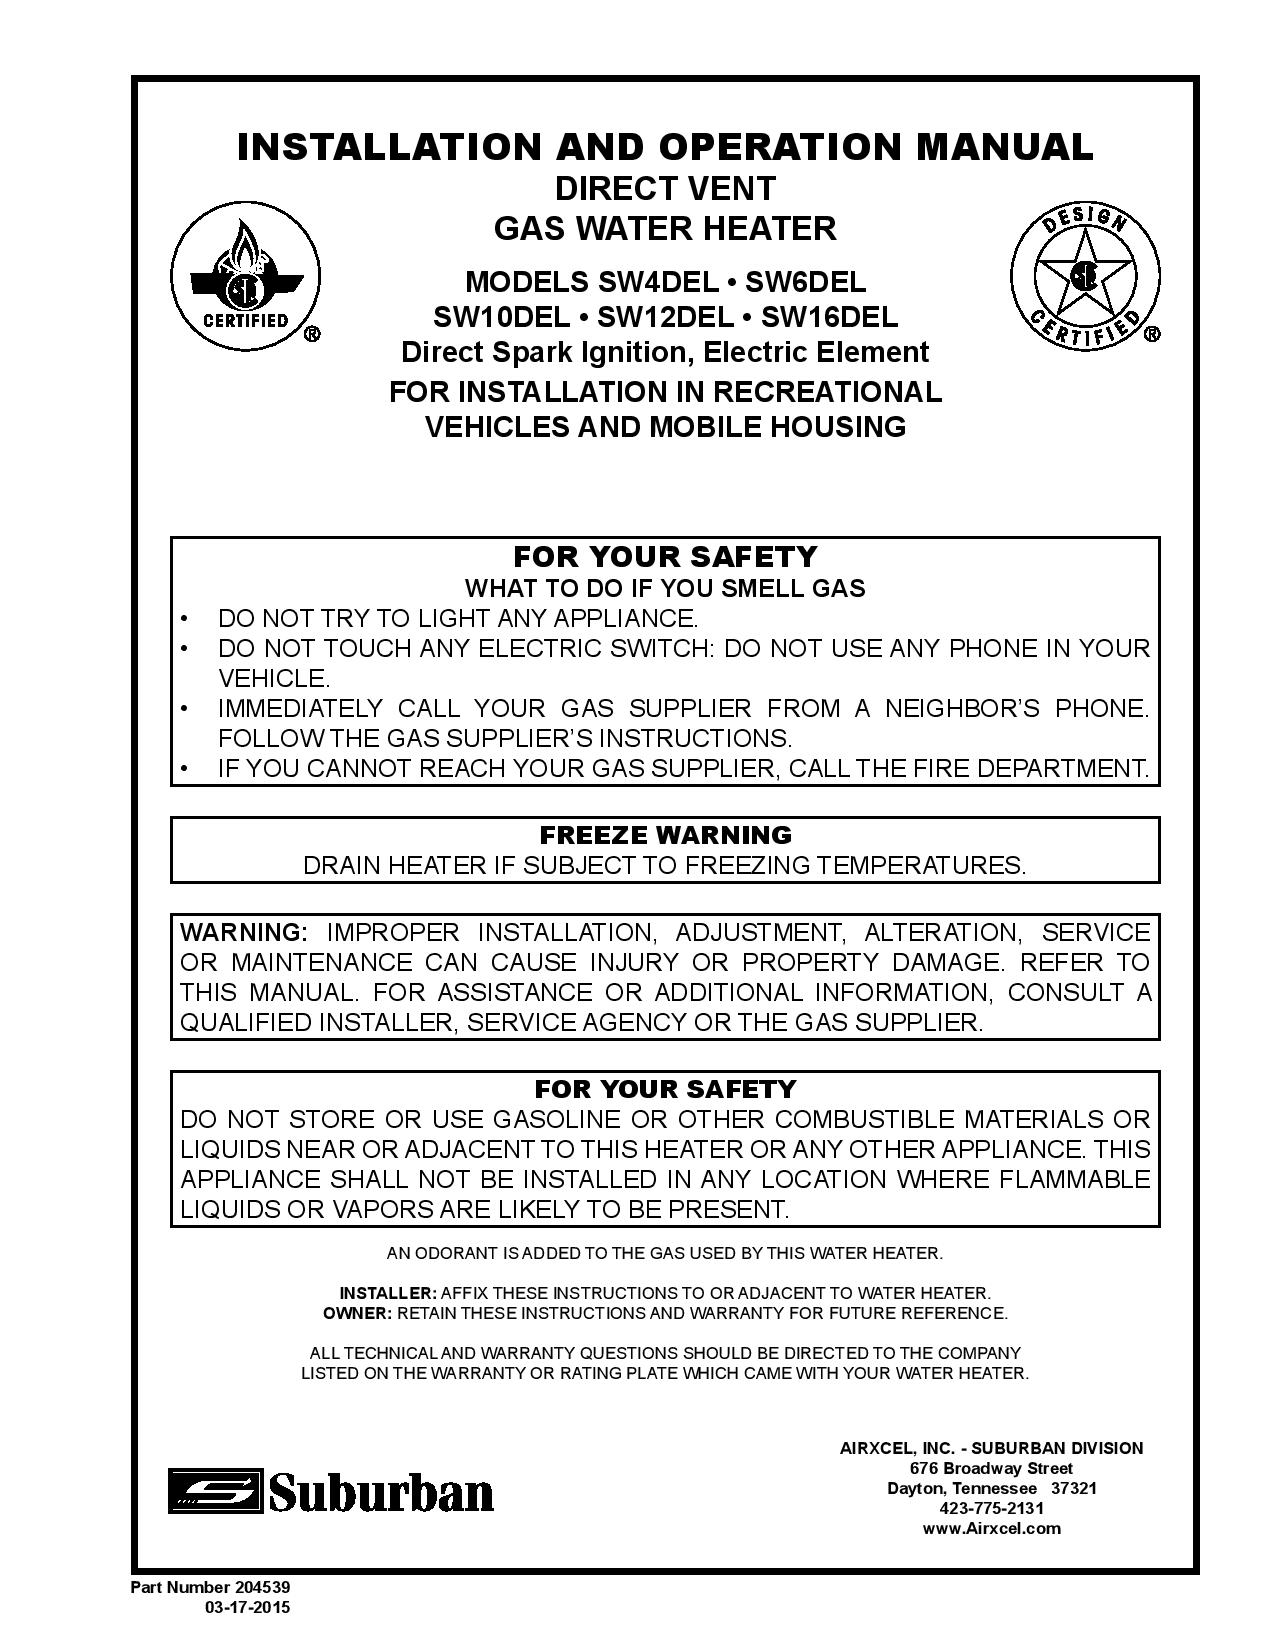 INSTALLATION AND OPERATION MANUAL
DIRECT VENT
GAS WATER HEATER
CERTIFIED
®
DESIGN
CERTIFIED
®
MODELS SW4DEL • SW6DEL
SW10DEL • SW12DEL • SW16DEL
Direct Spark Ignition, Electric Element
FOR INSTALLATION IN RECREATIONAL
VEHICLES AND MOBILE HOUSING
FOR YOUR SAFETY
WHAT TO DO IF YOU SMELL GAS
• DO NOT TRY TO LIGHT ANY APPLIANCE.
• DO NOT TOUCH ANY ELECTRIC SWITCH: DO NOT USE ANY PHONE IN YOUR
VEHICLE.
• IMMEDIATELY CALL YOUR GAS SUPPLIER FROM A NEIGHBOR'S PHONE.
FOLLOW THE GAS SUPPLIER'S INSTRUCTIONS.
• IF YOU CANNOT REACH YOUR GAS SUPPLIER, CALL THE FIRE DEPARTMENT.
FREEZE WARNING
DRAIN HEATER IF SUBJECT TO FREEZING TEMPERATURES.
WARNING: IMPROPER INSTALLATION, ADJUSTMENT, ALTERATION, SERVICE
OR MAINTENANCE CAN CAUSE INJURY OR PROPERTY DAMAGE. REFER TO
THIS MANUAL. FOR ASSISTANCE OR ADDITIONAL INFORMATION, CONSULT A
QUALIFIED INSTALLER, SERVICE AGENCY OR THE GAS SUPPLIER.
FOR YOUR SAFETY
DO NOT STORE OR USE GASOLINE OR OTHER COMBUSTIBLE MATERIALS OR
LIQUIDS NEAR OR ADJACENT TO THIS HEATER OR ANY OTHER APPLIANCE. THIS
APPLIANCE SHALL NOT BE INSTALLED IN ANY LOCATION WHERE FLAMMABLE
LIQUIDS OR VAPORS ARE LIKELY TO BE PRESENT.
AN ODORANT IS ADDED TO THE GAS USED BY THIS WATER HEATER.
INSTALLER: AFFIX THESE INSTRUCTIONS TO OR ADJACENT TO WATER HEATER.
OWNER: RETAIN THESE INSTRUCTIONS AND WARRANTY FOR FUTURE REFERENCE.
ALL TECHNICAL AND WARRANTY QUESTIONS SHOULD BE DIRECTED TO THE COMPANY
LISTED ON THE WARRANTY OR RATING PLATE WHICH CAME WITH YOUR WATER HEATER.
Suburban
AIRXCEL, INC. - SUBURBAN DIVISION
676 Broadway Street
Dayton, Tennessee 37321
423-775-2131
www.Airxcel.com
Part Number 204539
03-17-2015